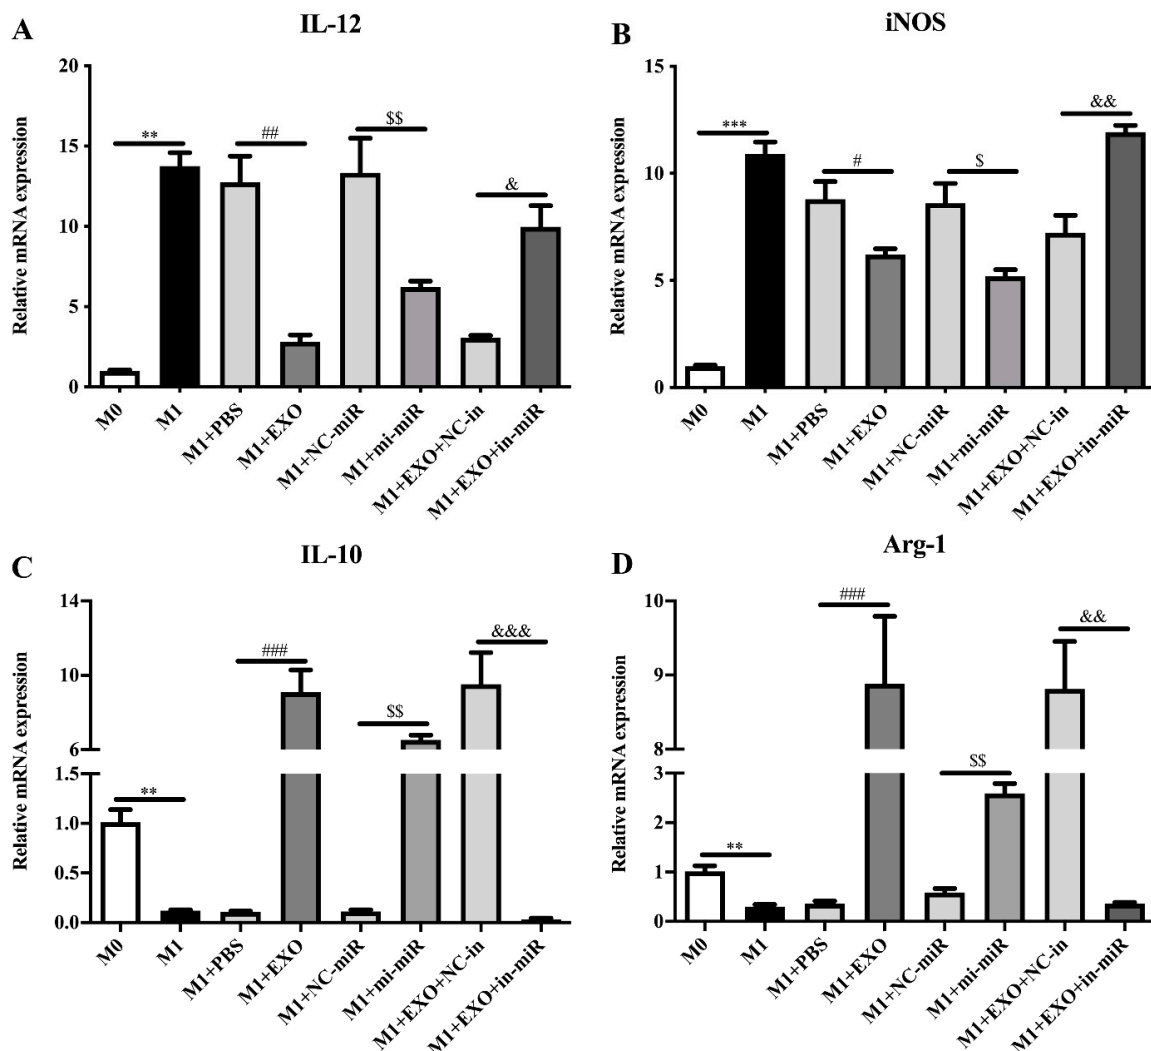 A
IL-12
Relative mRNA expression
20
15
10
5
0
**
##
$$
&
M0
M1
M1+PBS
M1+EXO
M1+NC-miR
M1+mi-miR
M1+EXO+NC-in
M1+EXO+in-miR
B
iNOS
Relative mRNA expression
15
10
5
0
***
#
$
&&
M0
M1
M1+PBS
M1+EXO
M1+NC-miR
M1+mi-miR
M1+EXO+NC-in
M1+EXO+in-miR
C
IL-10
Relative mRNA expression
14
10
6
1.5
1.0
0.5
0.0
**
###
$$
&&&
M0
M1
M1+PBS
M1+EXO
M1+NC-miR
M1+mi-miR
M1+EXO+NC-in
M1+EXO+in-miR
D
Arg-1
Relative mRNA expression
10
9
8
3
2
1
0
**
###
$$
&&
M0
M1
M1+PBS
M1+EXO
M1+NC-miR
M1+mi-miR
M1+EXO+NC-in
M1+EXO+in-miR